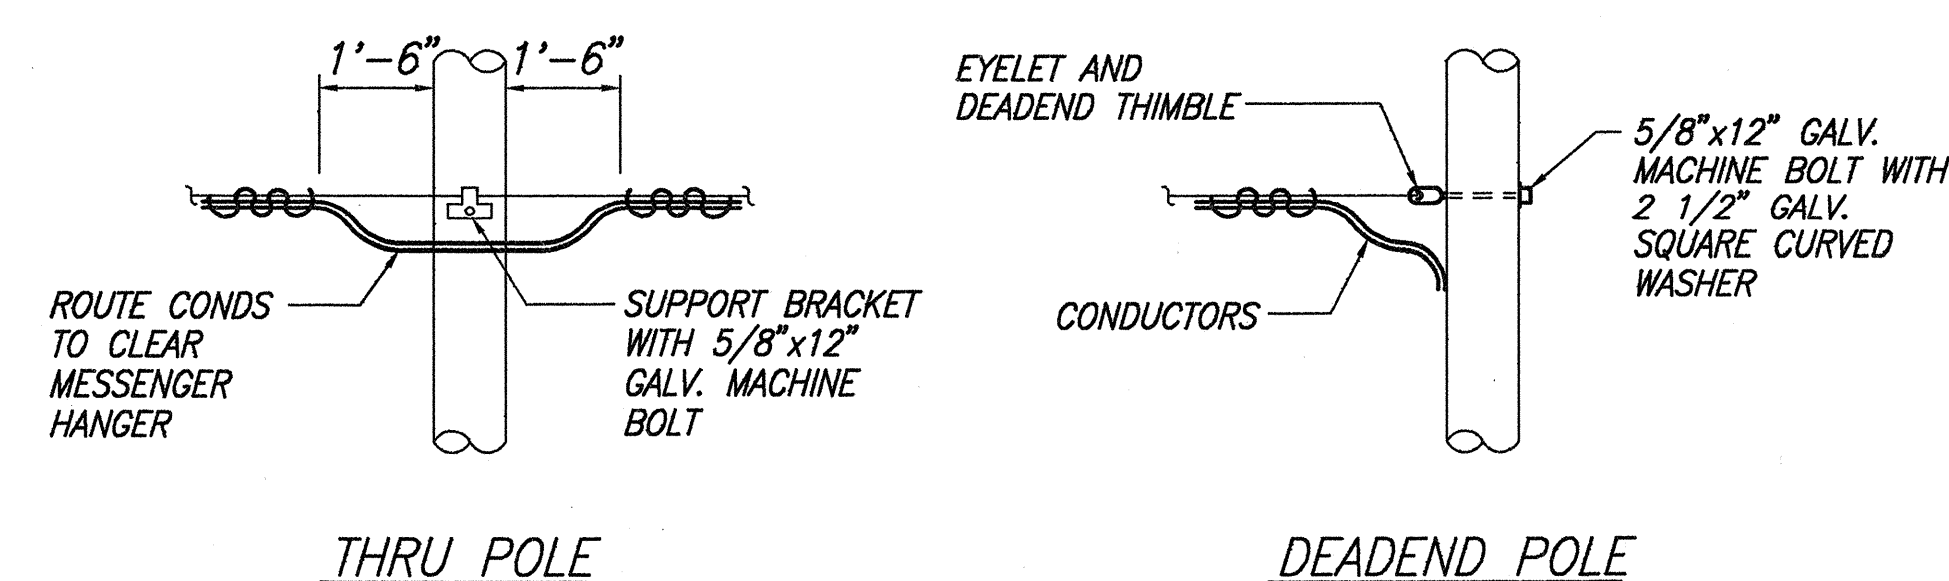 1'-6" 1'-6"
ROUTE CONDS
TO CLEAR
MESSENGER
HANGER
SUPPORT BRACKET
WITH 5/8"x12"
GALV. MACHINE
BOLT
THRU POLE
EYELET AND
DEADEND THIMBLE
5/8"x12" GALV.
MACHINE BOLT WITH
2 1/2" GALV.
SQUARE CURVED
WASHER
CONDUCTORS
DEADEND POLE